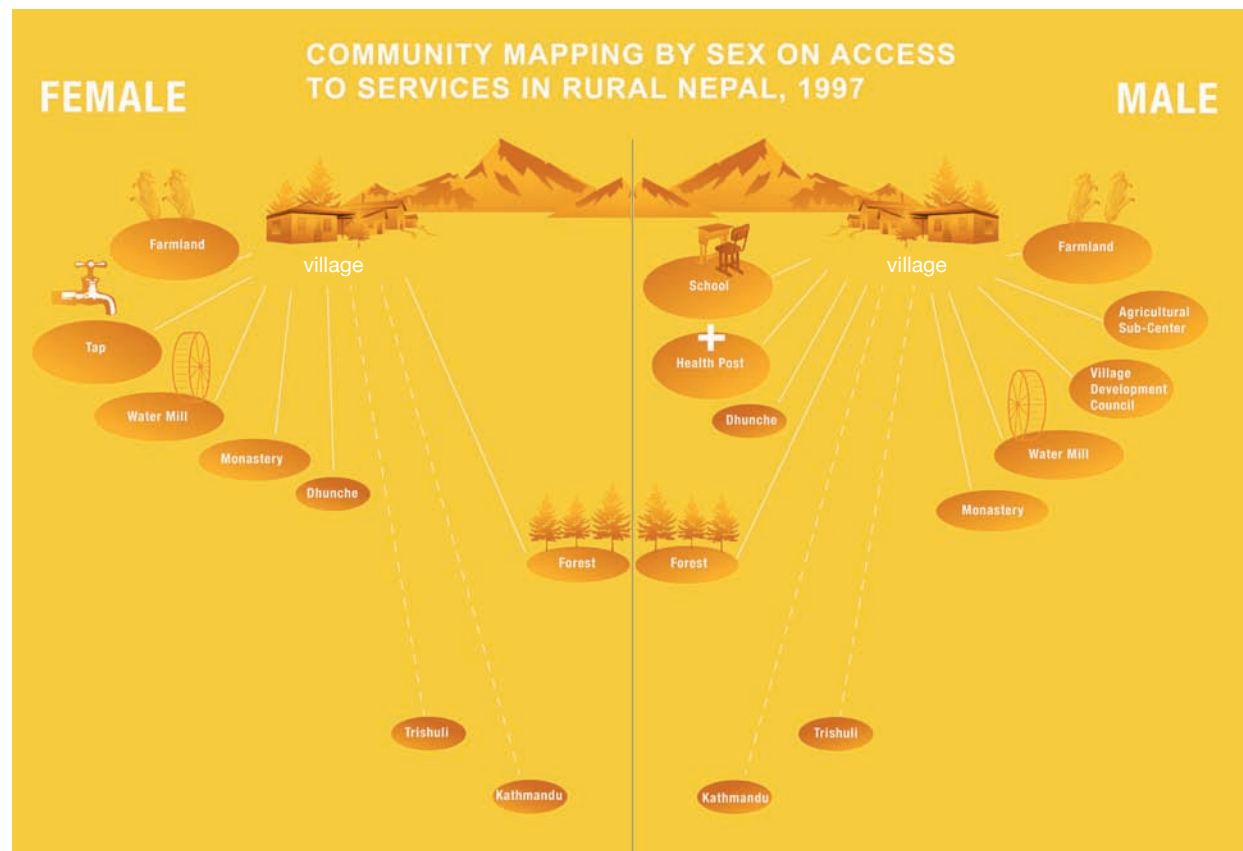 COMMUNITY MAPPING BY SEX ON ACCESS
TO SERVICES IN RURAL NEPAL, 1997
FEMALE
MALE
village
Farmland
Tap
Water Mill
Monastery
Dhunche
Forest
Trishuli
Kathmandu
village
School
Health Post
Dhunche
Forest
Farmland
Agricultural
Sub-Center
Village
Development
Council
Water Mill
Monastery
Trishuli
Kathmandu